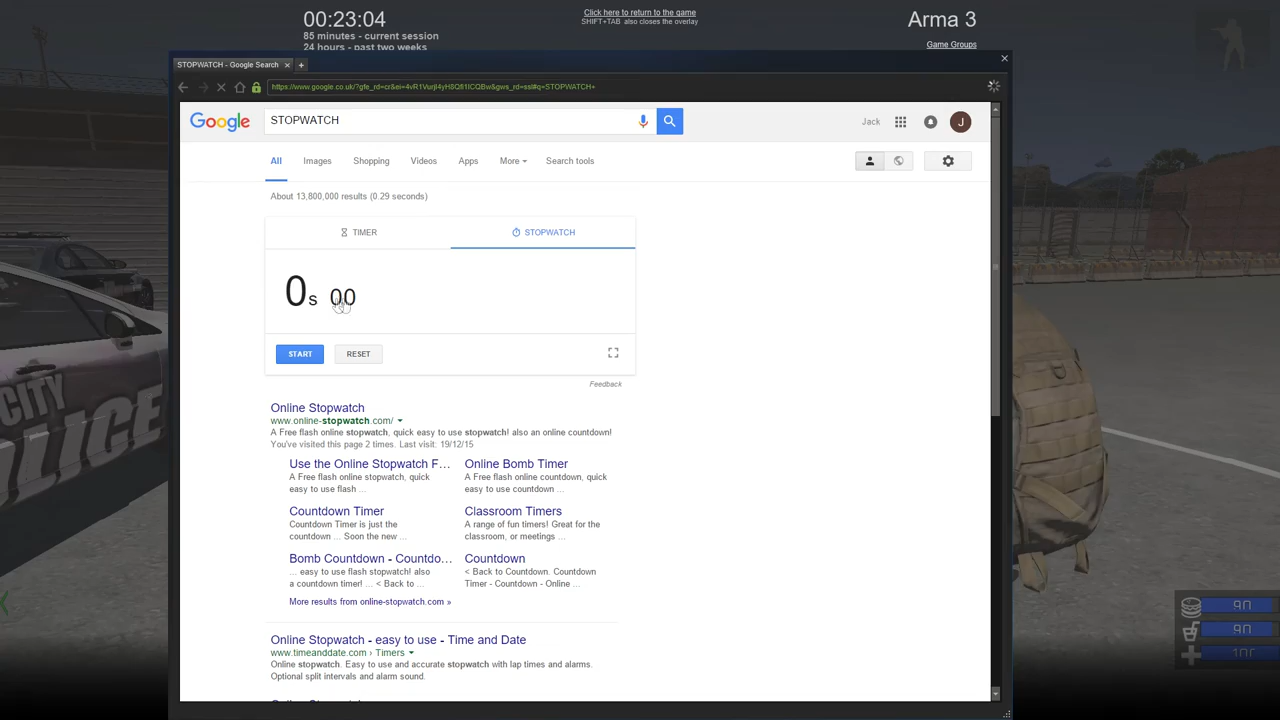 00:23:04
85 minutes - current session
24 hours - past two weeks
Click here to return to the game
SHIFT+TAB also closes the overlay
Arma 3
Game Groups
STOPWATCH - Google Search
Google
STOPWATCH
Jack
J
All Images Shopping Videos Apps More Search tools
About 13,800,000 results (0.29 seconds)
TIMER STOPWATCH
0s 00
START RESET
Feedback
Online Stopwatch
www.online-stopwatch.com/
A Free flash online stopwatch, quick easy to use stopwatch! also an online countdown!
You've visited this page 2 times. Last visit: 19/12/15
Use the Online Stopwatch F...
A Free flash online stopwatch, quick
easy to use flash ...
Online Bomb Timer
A Free flash online countdown, quick
easy to use countdown ...
Countdown Timer
Countdown Timer is just the
countdown ... Soon the new ...
Classroom Timers
A range of fun timers! Great for the
classroom, or meetings ...
Bomb Countdown - Countdo...
... easy to use flash stopwatch! also
a countdown timer! ... < Back to ...
Countdown
< Back to Countdown. Countdown
Timer - Countdown - Online ...
More results from online-stopwatch.com »
Online Stopwatch - easy to use - Time and Date
www.timeanddate.com › Timers
Online stopwatch. Easy to use and accurate stopwatch with lap times and alarms.
Optional split intervals and alarm sound.
CITY
POLICE
90
90
100